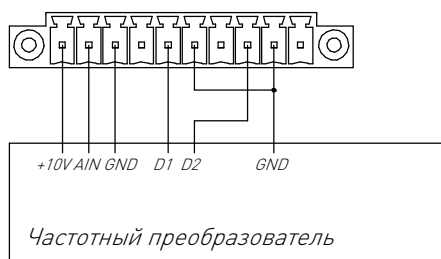 +10V AIN GND D1 D2 GND
Частотный преобразователь